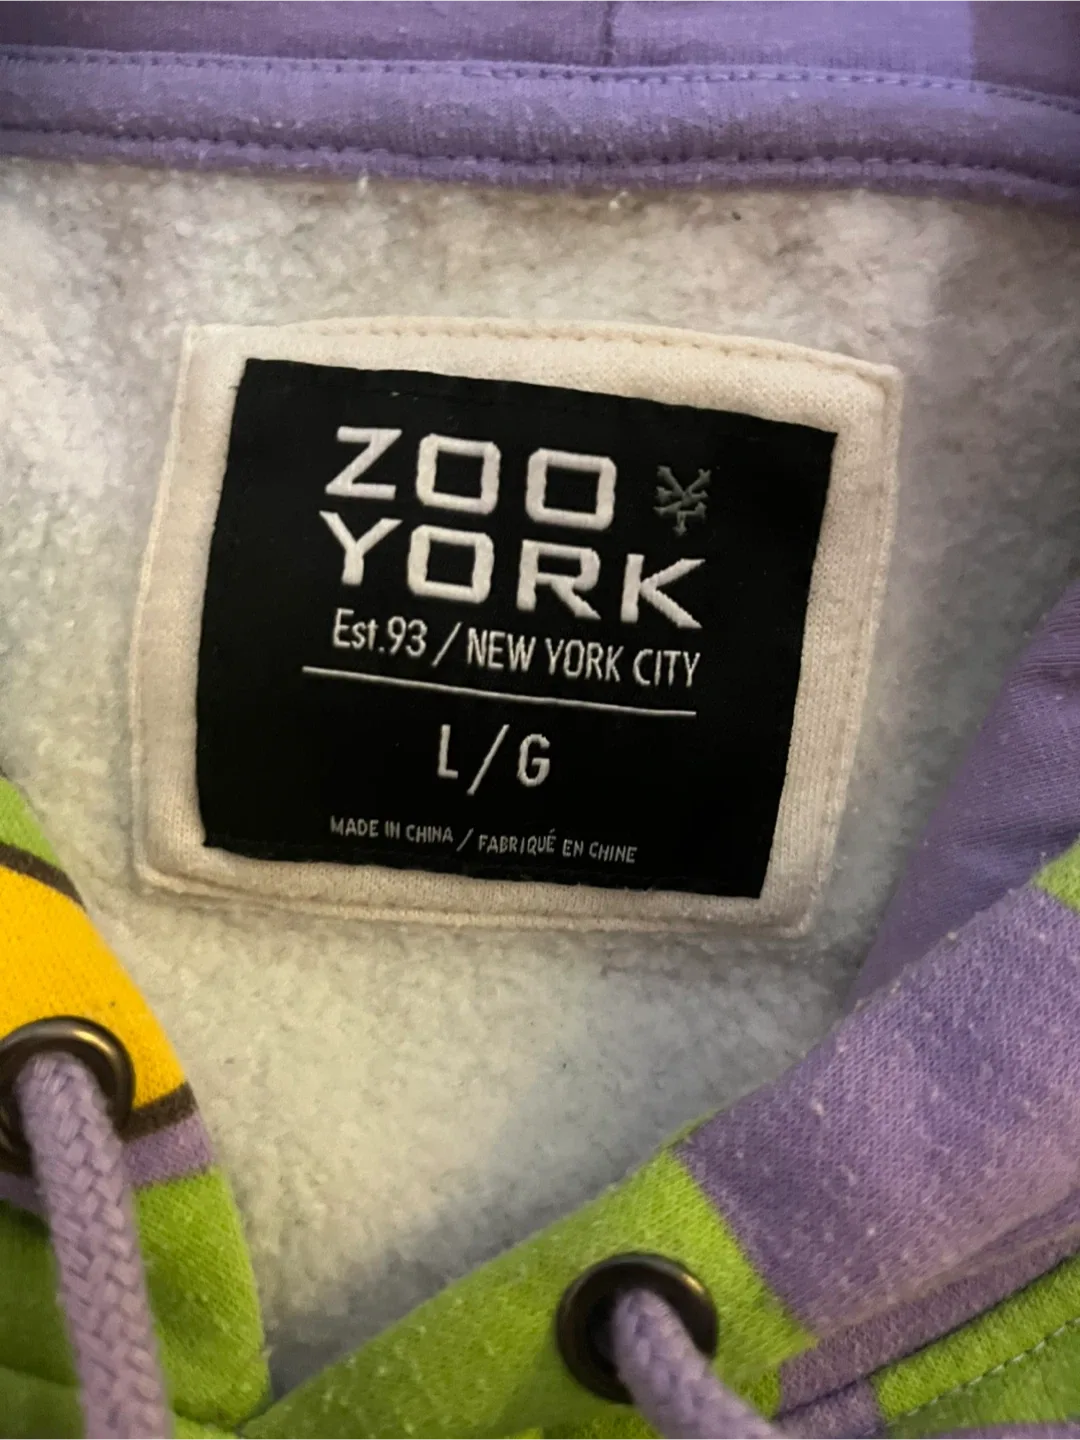 ZOO
YORK
Est.93 / NEW YORK CITY
L/G
MADE IN CHINA / FABRIQUÉ EN CHINE